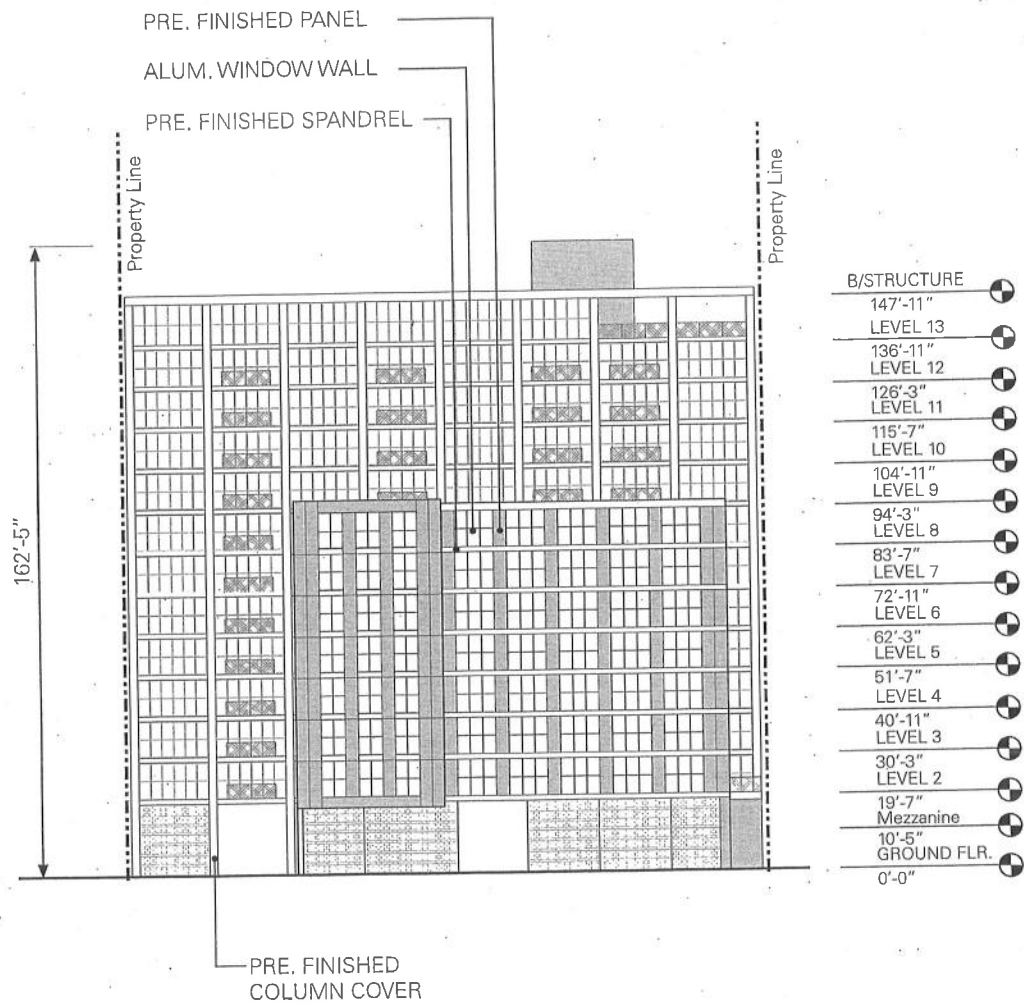 PRE. FINISHED PANEL
ALUM. WINDOW WALL
PRE. FINISHED SPANDREL
Property Line
Property Line
162'-5"
B/STRUCTURE
147'-11"
LEVEL 13
136'-11"
LEVEL 12
126'-3"
LEVEL 11
115'-7"
LEVEL 10
104'-11"
LEVEL 9
94'-3"
LEVEL 8
83'-7"
LEVEL 7
72'-11"
LEVEL 6
62'-3"
LEVEL 5
51'-7"
LEVEL 4
40'-11"
LEVEL 3
30'-3"
LEVEL 2
19'-7"
Mezzanine
10'-5"
GROUND FLR.
0'-0"
PRE. FINISHED
COLUMN COVER